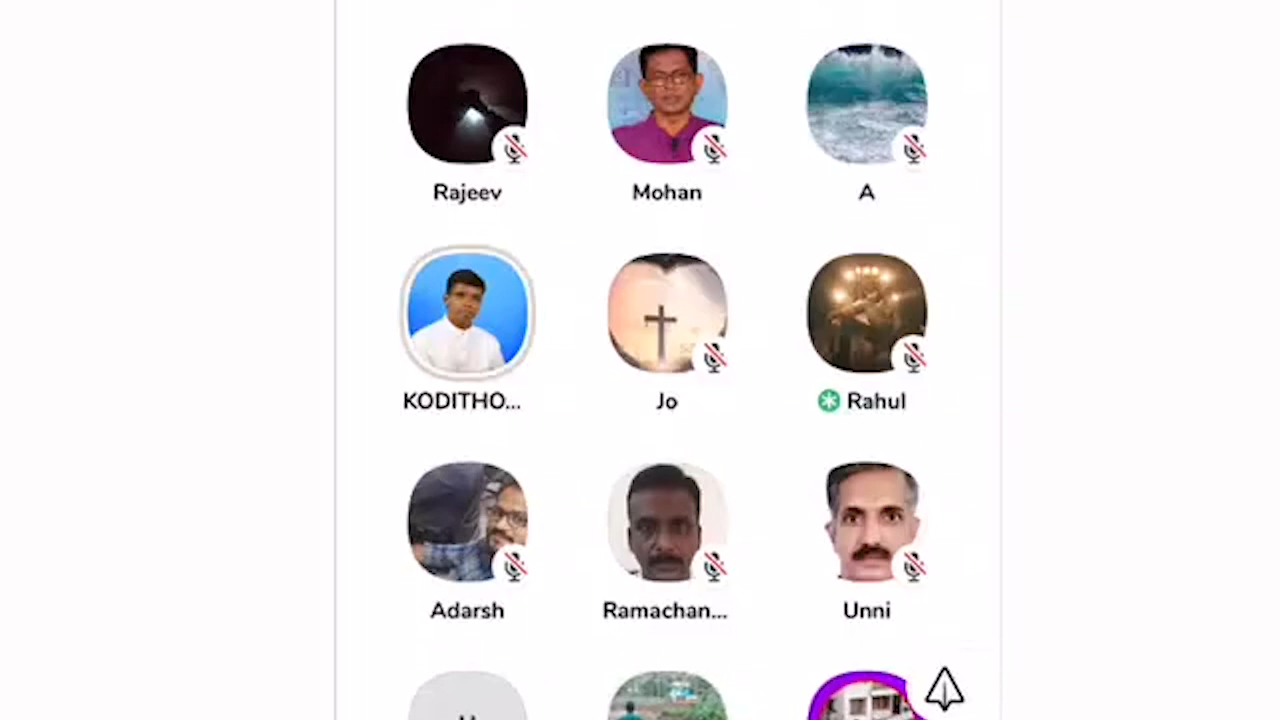 Rajeev
Mohan
A
KODITHO...
Jo
Rahul
Adarsh
Ramachan...
Unni